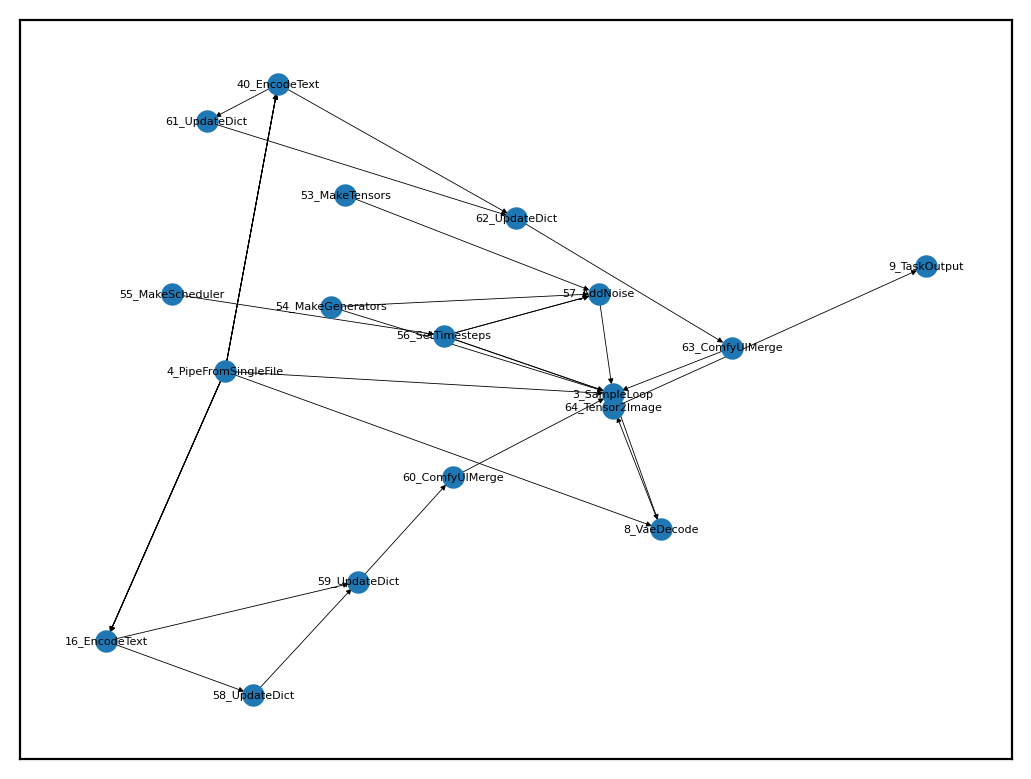 40_EncodeText
61_UpdateDict
53_MakeTensors
62_UpdateDict
9_TaskOutput
55_MakeScheduler
57_AddNoise
54_MakeGenerators
56_SetTimesteps
63_ComfyUIMerge
4_PipeFromSingleFile
3_SampleLoop
64_Tensor2Image
60_ComfyUIMerge
8_VaeDecode
59_UpdateDict
16_EncodeText
58_UpdateDict